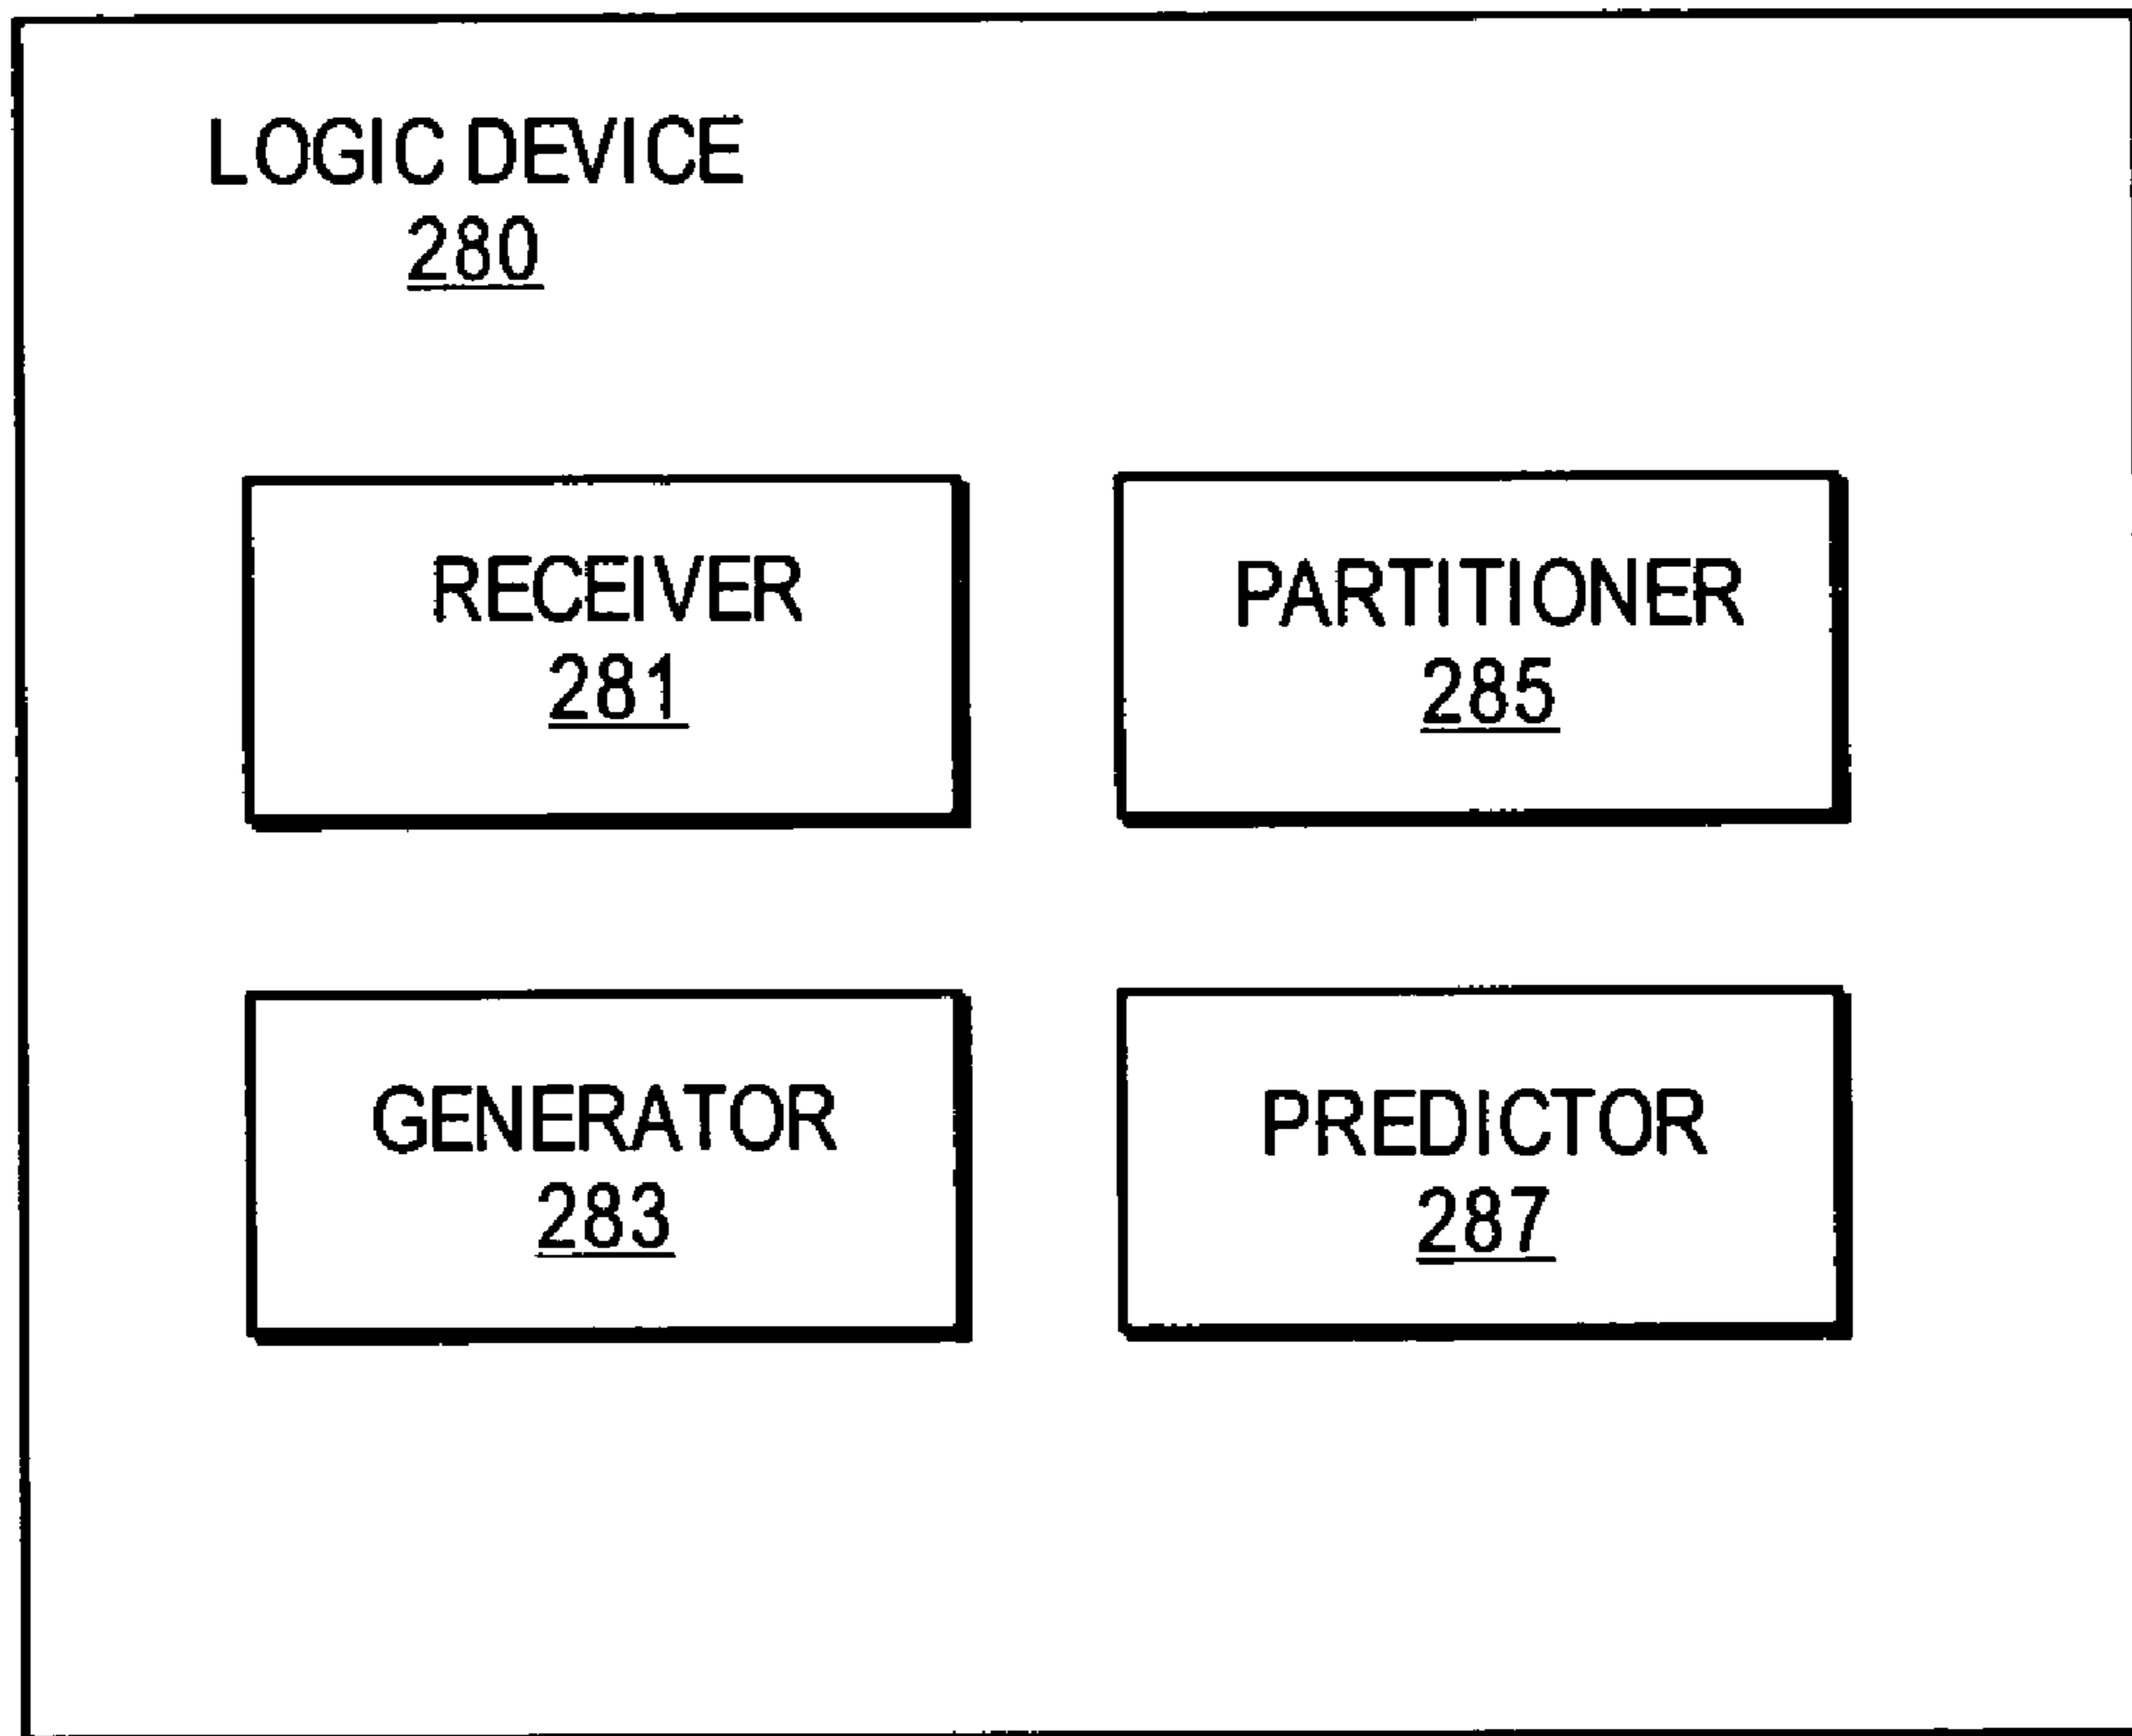 LOGIC DEVICE
280
RECEIVER
281
PARTITIONER
285
GENERATOR
283
PREDICTOR
287